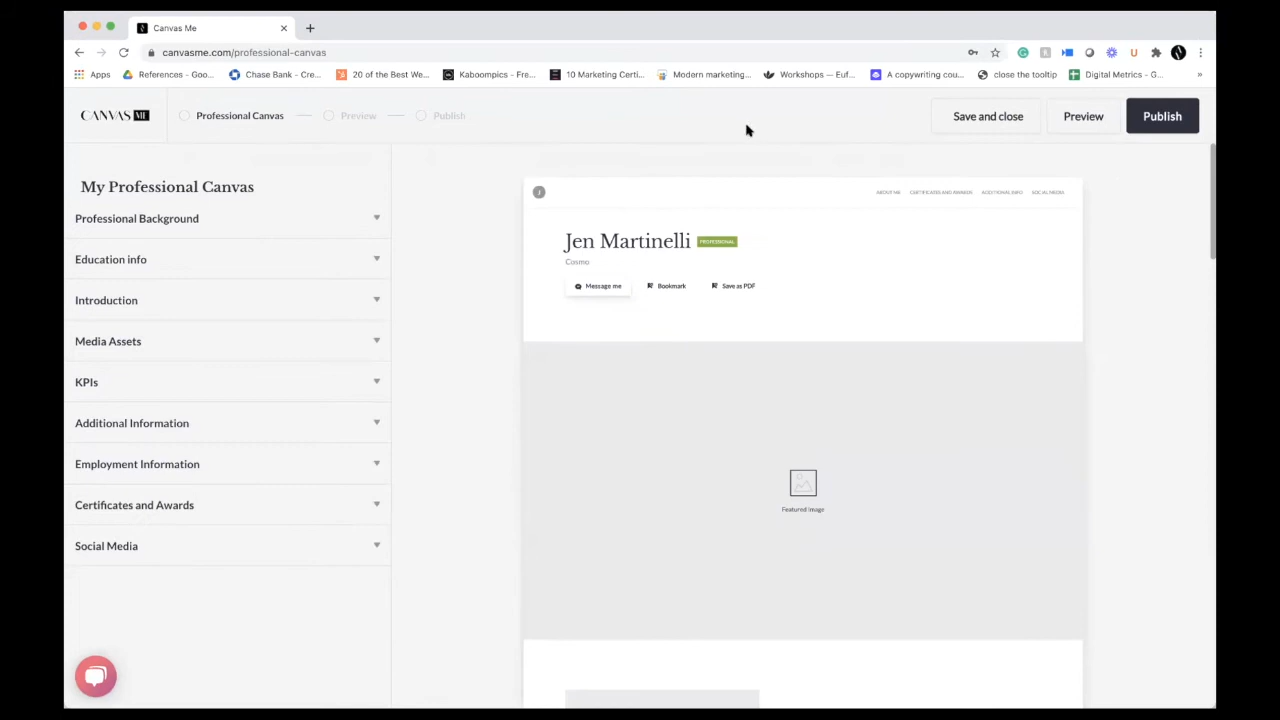 Canvas Me
canvasme.com/professional-canvas
Apps References - Goo... Chase Bank - Cre... 20 of the Best We... Kaboompics - Fre... 10 Marketing Certi... Modern marketing... Workshops — Euf... A copywriting cou... close the tooltip Digital Metrics - G... »
CANVAS ME Professional Canvas Preview Publish Save and close Preview Publish
My Professional Canvas
Professional Background
Education info
Introduction
Media Assets
KPIs
Additional Information
Employment Information
Certificates and Awards
Social Media
J ABOUT ME CERTIFICATES AND AWARDS ADDITIONAL INFO SOCIAL MEDIA
Jen Martinelli PROFESSIONAL
Cosmo
Message me Bookmark Save as PDF
Featured Image